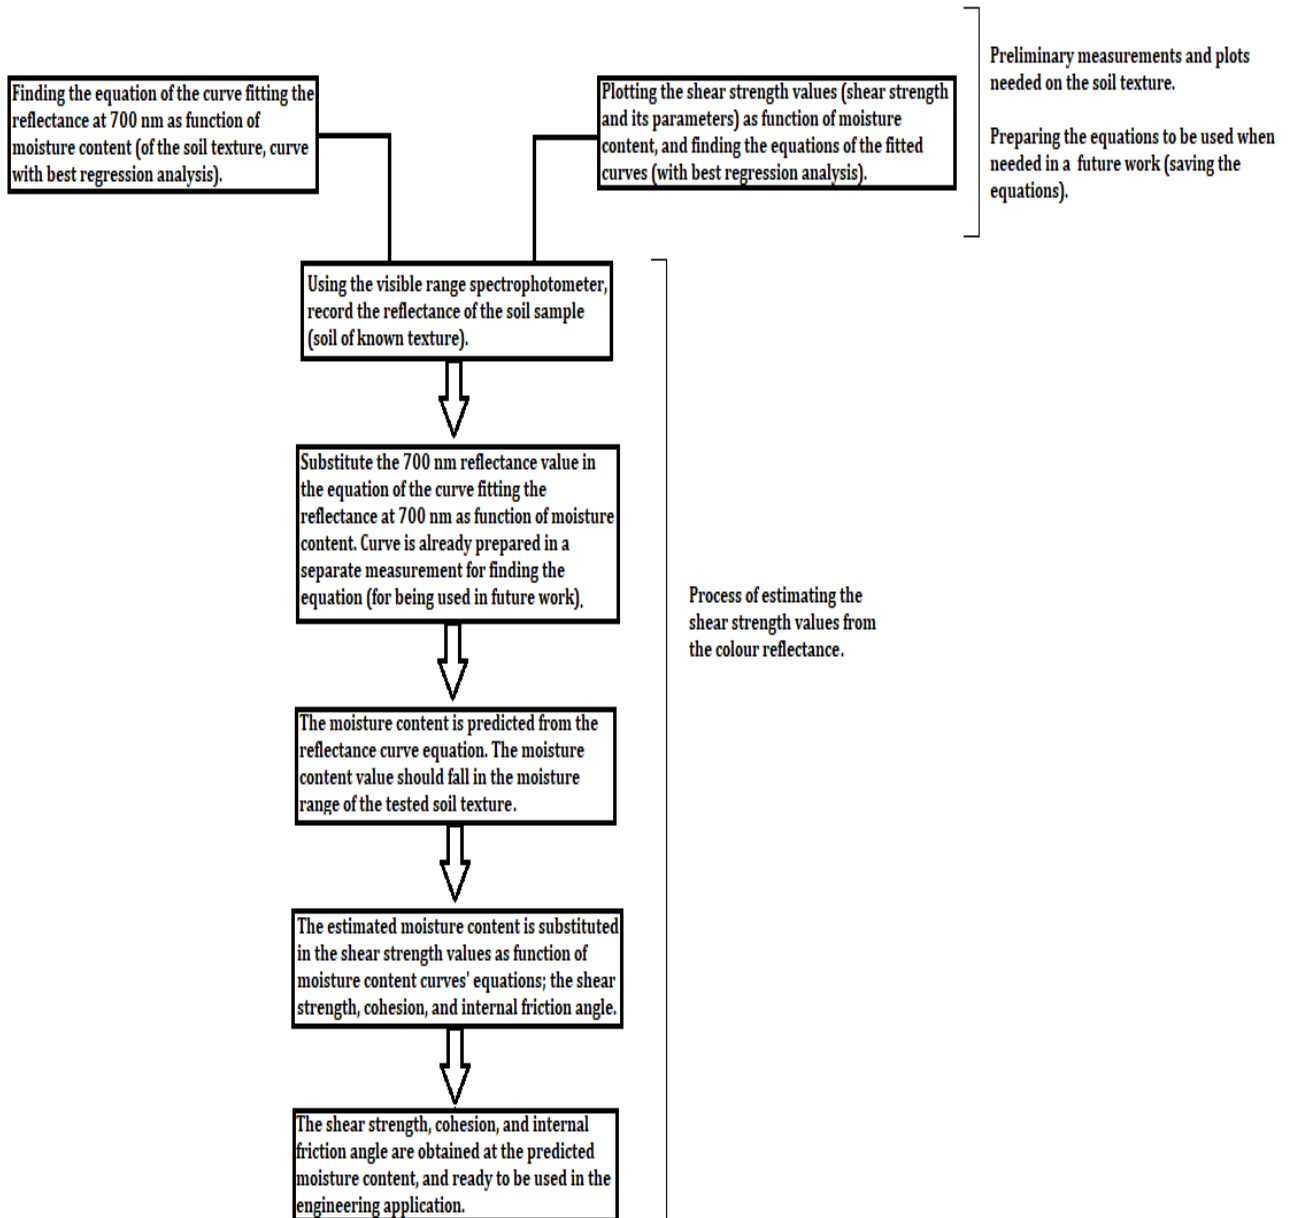 Finding the equation of the curve fitting the
reflectance at 700 nm as function of
moisture content (of the soil texture, curve
with best regression analysis).
Plotting the shear strength values (shear strength
and its parameters) as function of moisture
content, and finding the equations of the fitted
curves (with best regression analysis).
Preliminary measurements and plots
needed on the soil texture.
Preparing the equations to be used when
needed in a future work (saving the
equations).
Using the visible range spectrophotometer,
record the reflectance of the soil sample
(soil of known texture).
Substitute the 700 nm reflectance value in
the equation of the curve fitting the
reflectance at 700 nm as function of moisture
content. Curve is already prepared in a
separate measurement for finding the
equation (for being used in future work).
Process of estimating the
shear strength values from
the colour reflectance.
The moisture content is predicted from the
reflectance curve equation. The moisture
content value should fall in the moisture
range of the tested soil texture.
The estimated moisture content is substituted
in the shear strength values as function of
moisture content curves' equations; the shear
strength, cohesion, and internal friction angle.
The shear strength, cohesion, and internal
friction angle are obtained at the predicted
moisture content, and ready to be used in the
engineering application.